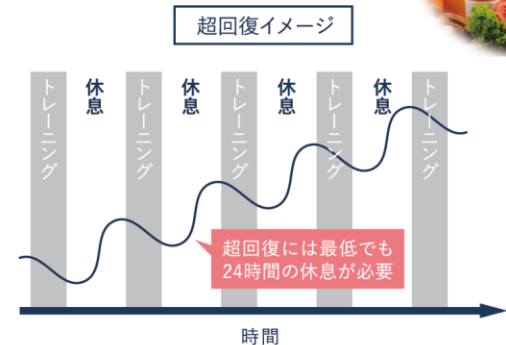 超回復イメージ
トレーニング
休息
トレーニング
休息
トレーニング
休息
トレーニング
休息
トレーニング
超回復には最低でも
24時間の休息が必要
時間